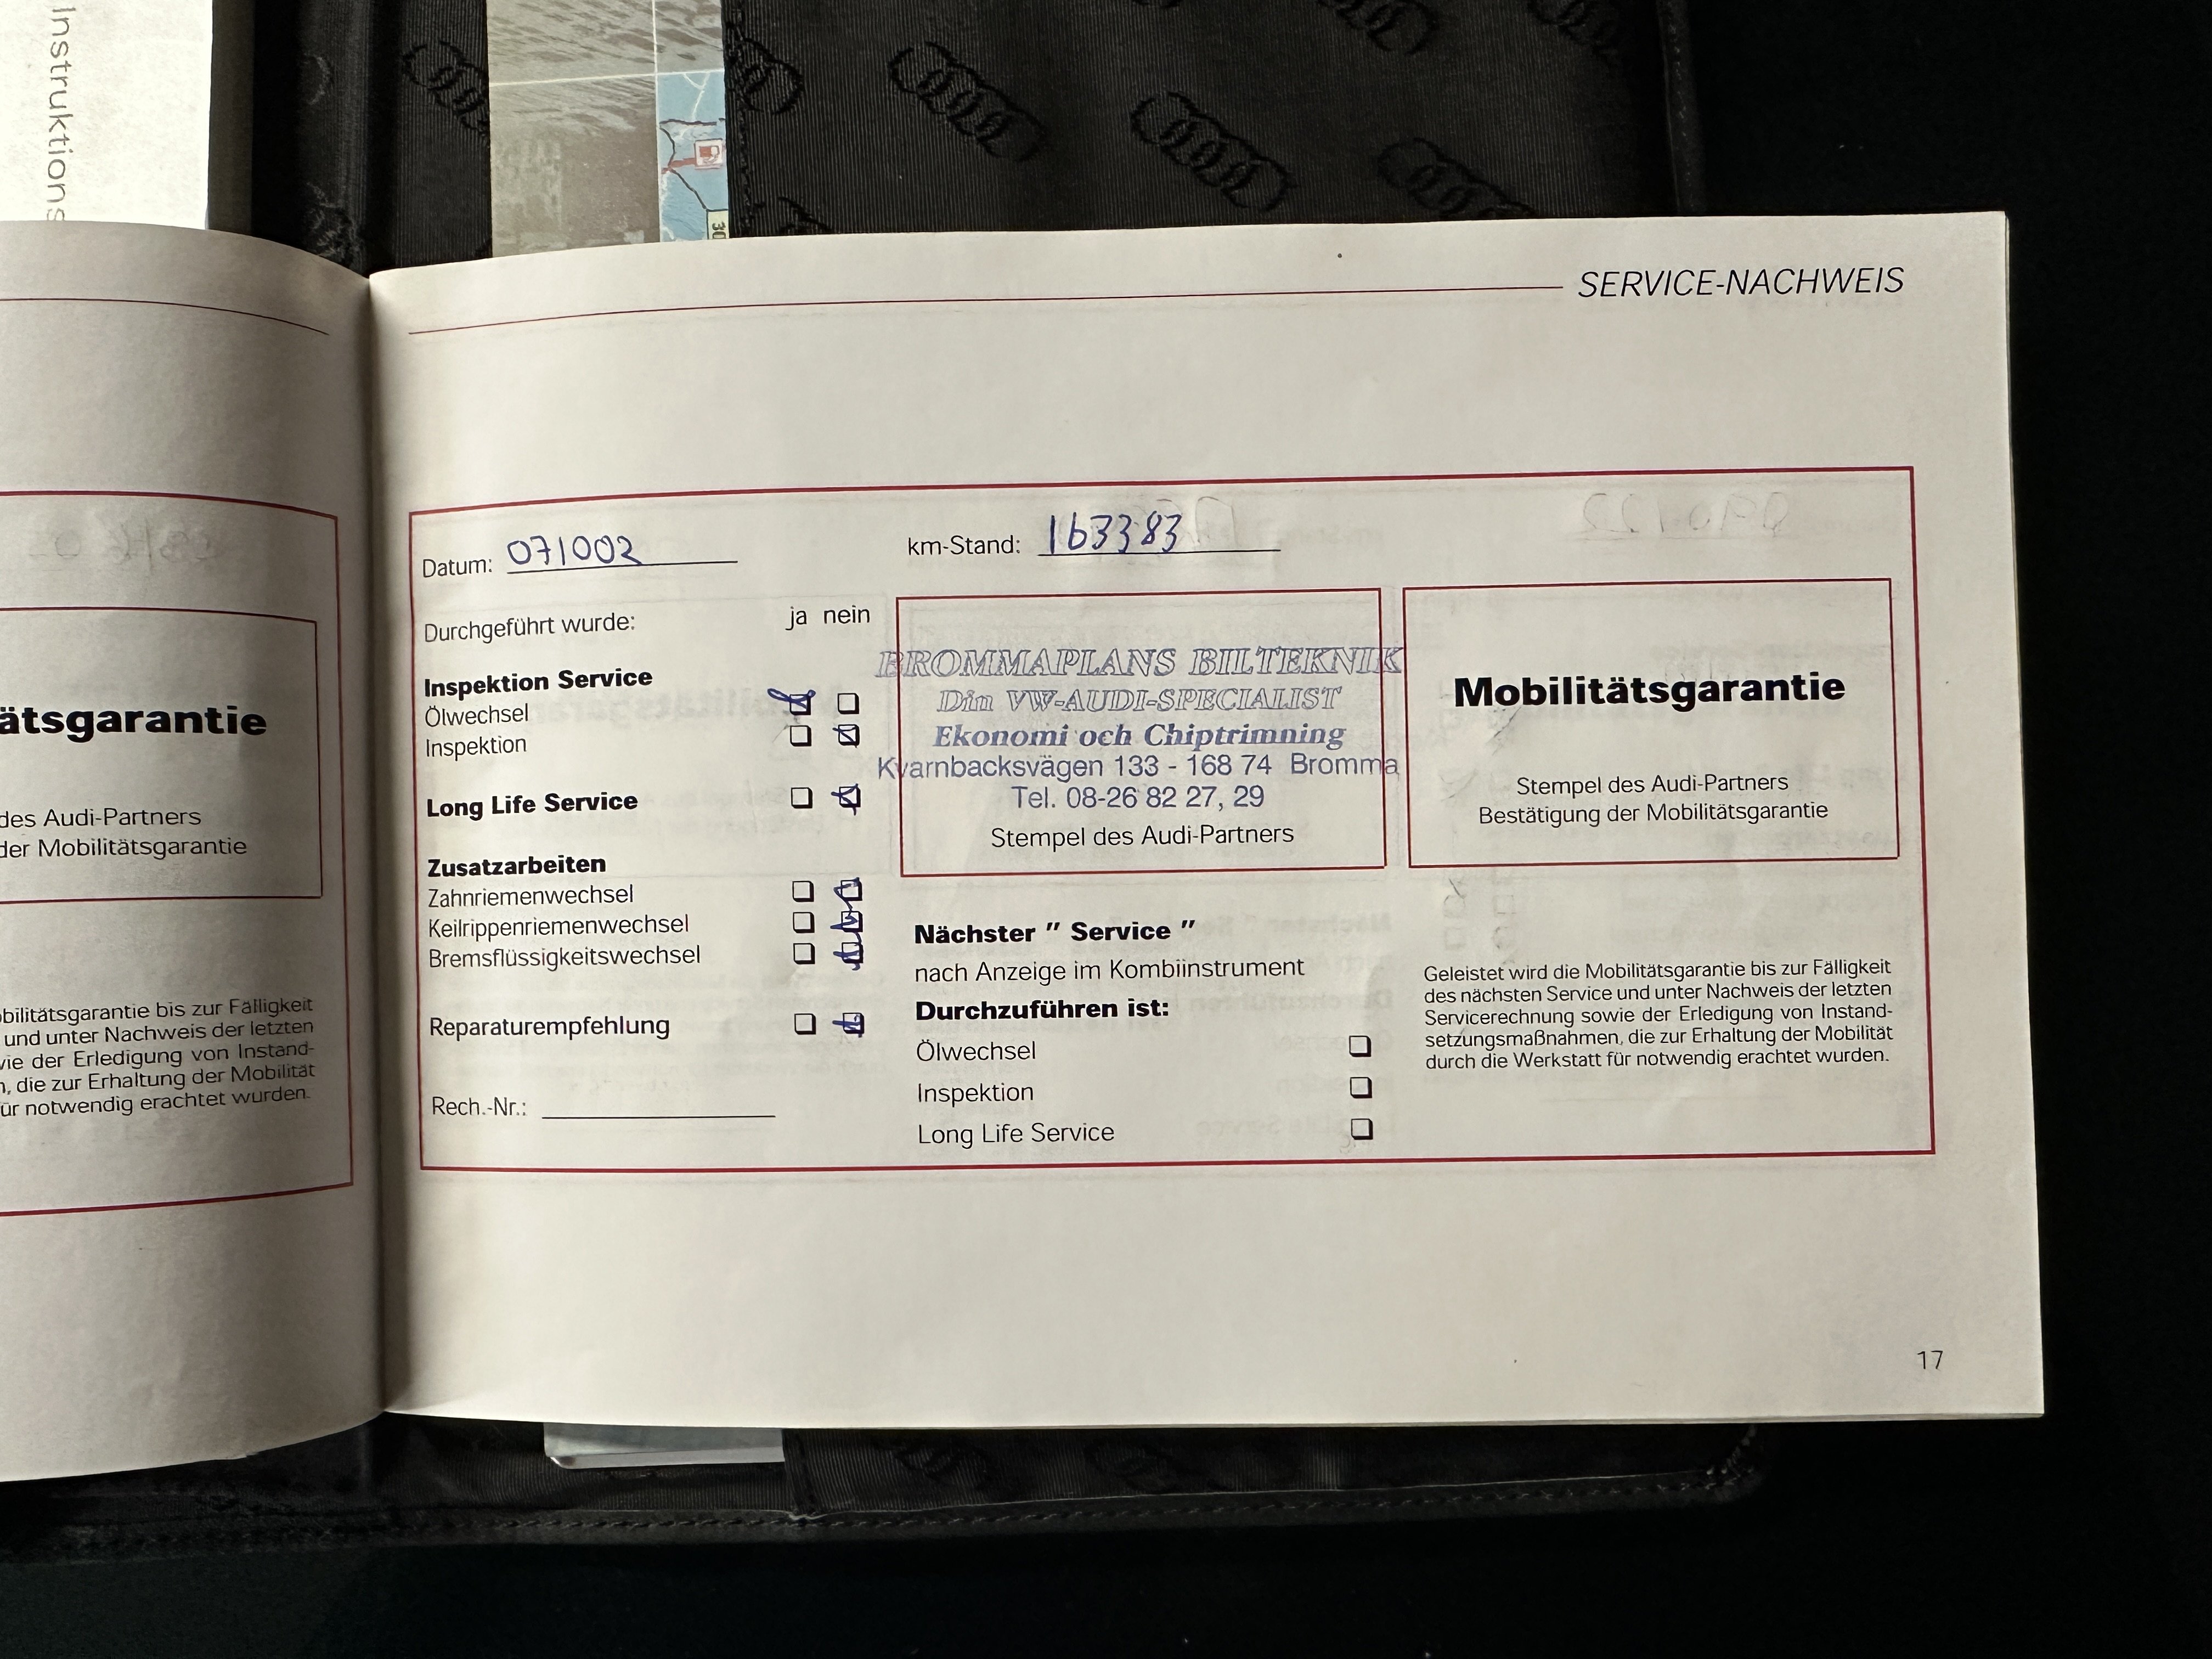 Instruktions
30
ätsgarantie
des Audi-Partners
der Mobilitätsgarantie
obilitätsgarantie bis zur Fälligkeit
und unter Nachweis der letzten
wie der Erledigung von Instand-
n, die zur Erhaltung der Mobilität
ür notwendig erachtet wurden.
SERVICE-NACHWEIS
Datum: 071002
km-Stand: 163383
Durchgeführt wurde: ja nein
Inspektion Service
Ölwechsel
Inspektion
Long Life Service
Zusatzarbeiten
Zahnriemenwechsel
Keilrippenriemenwechsel
Bremsflüssigkeitswechsel
Reparaturempfehlung
Rech.-Nr.:
BROMMAPLANS BILTEKNIK
Din VW-AUDI-SPECIALIST
Ekonomi och Chiptrimning
Kvarnbacksvägen 133 - 168 74 Bromma
Tel. 08-26 82 27, 29
Stempel des Audi-Partners
Nächster " Service "
nach Anzeige im Kombiinstrument
Durchzuführen ist:
Ölwechsel
Inspektion
Long Life Service
Mobilitätsgarantie
Stempel des Audi-Partners
Bestätigung der Mobilitätsgarantie
Geleistet wird die Mobilitätsgarantie bis zur Fälligkeit
des nächsten Service und unter Nachweis der letzten
Servicerechnung sowie der Erledigung von Instand-
setzungsmaßnahmen, die zur Erhaltung der Mobilität
durch die Werkstatt für notwendig erachtet wurden.
17